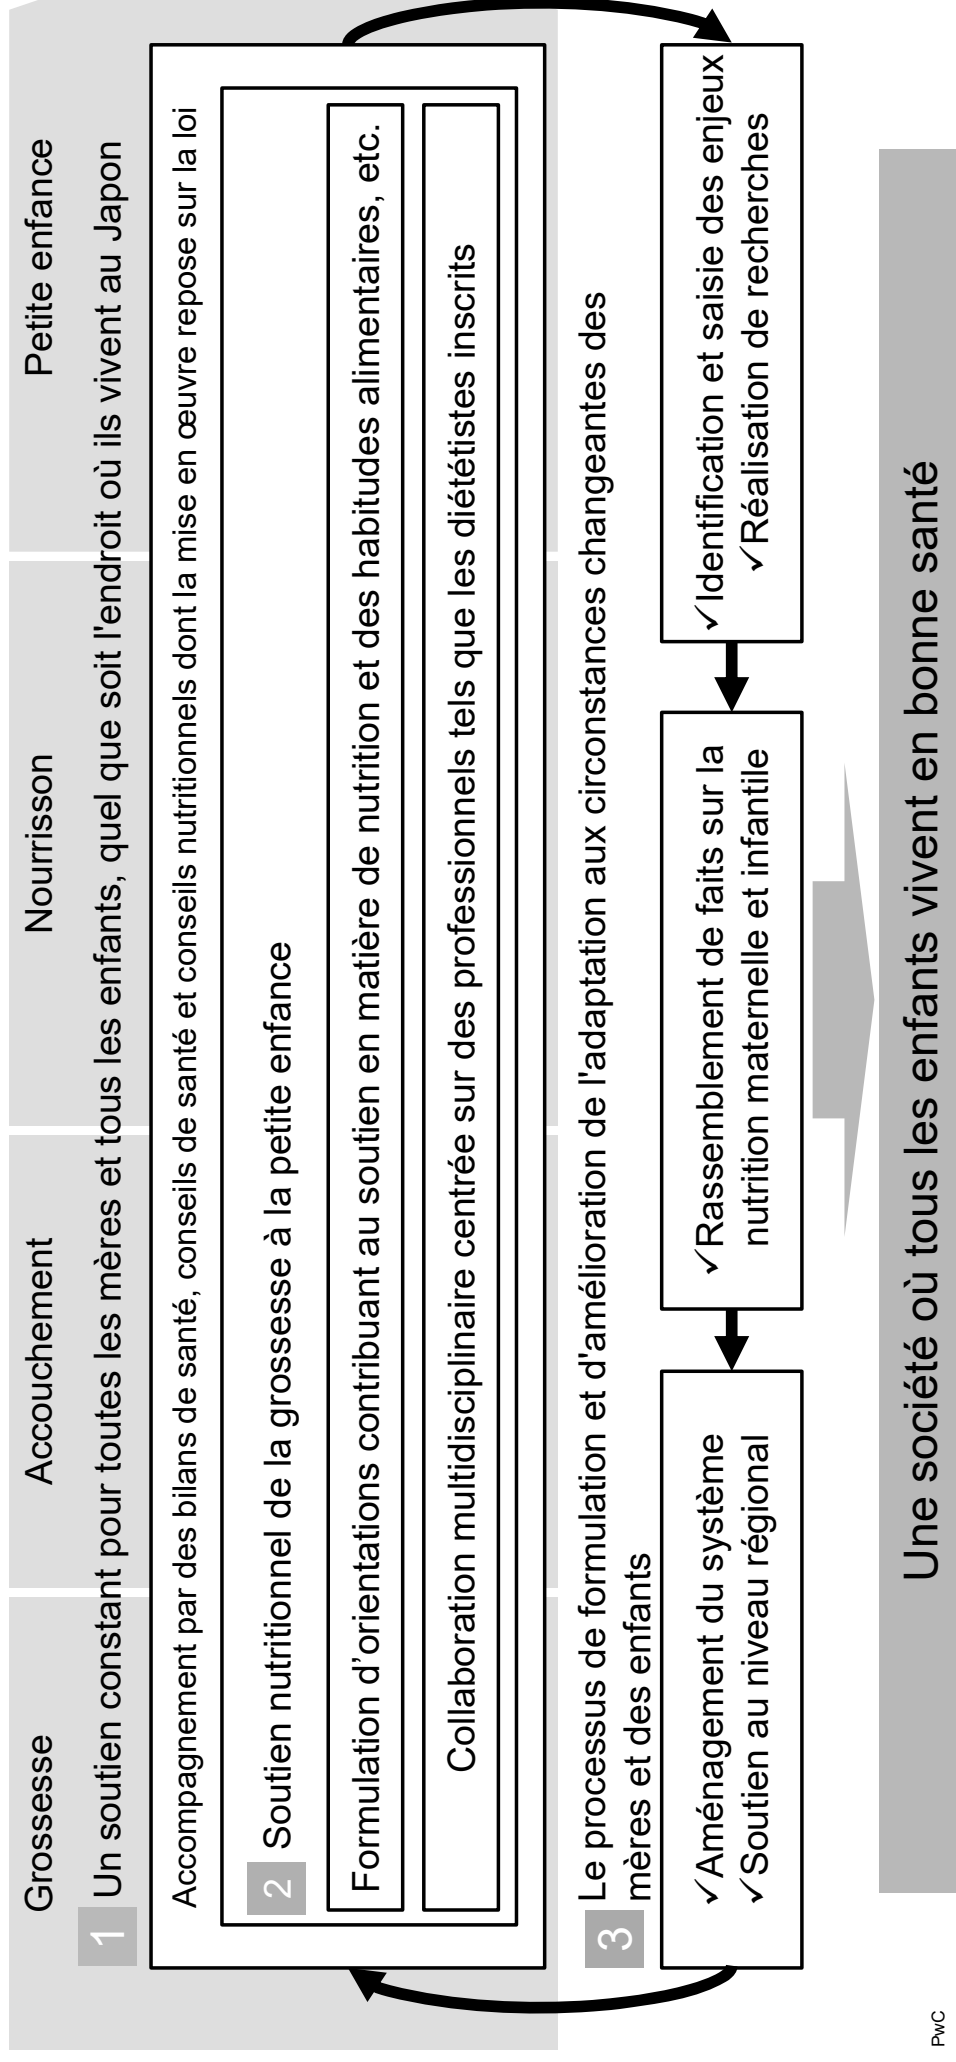 Grossesse
Accouchement
Nourrisson
Petite enfance
1
Un soutien constant pour toutes les mères et tous les enfants, quel que soit l'endroit où ils vivent au Japon
Accompagnement par des bilans de santé, conseils de santé et conseils nutritionnels dont la mise en œuvre repose sur la loi
2
Soutien nutritionnel de la grossesse à la petite enfance
Formulation d’orientations contribuant au soutien en matière de nutrition et des habitudes alimentaires, etc.
Collaboration multidisciplinaire centrée sur des professionnels tels que les diététistes inscrits
3
Le processus de formulation et d'amélioration de l'adaptation aux circonstances changeantes des
mères et des enfants
✓Aménagement du système
✓Soutien au niveau régional
✓Rassemblement de faits sur la
nutrition maternelle et infantile
✓Identification et saisie des enjeux
✓Réalisation de recherches
Une société où tous les enfants vivent en bonne santé
PwC